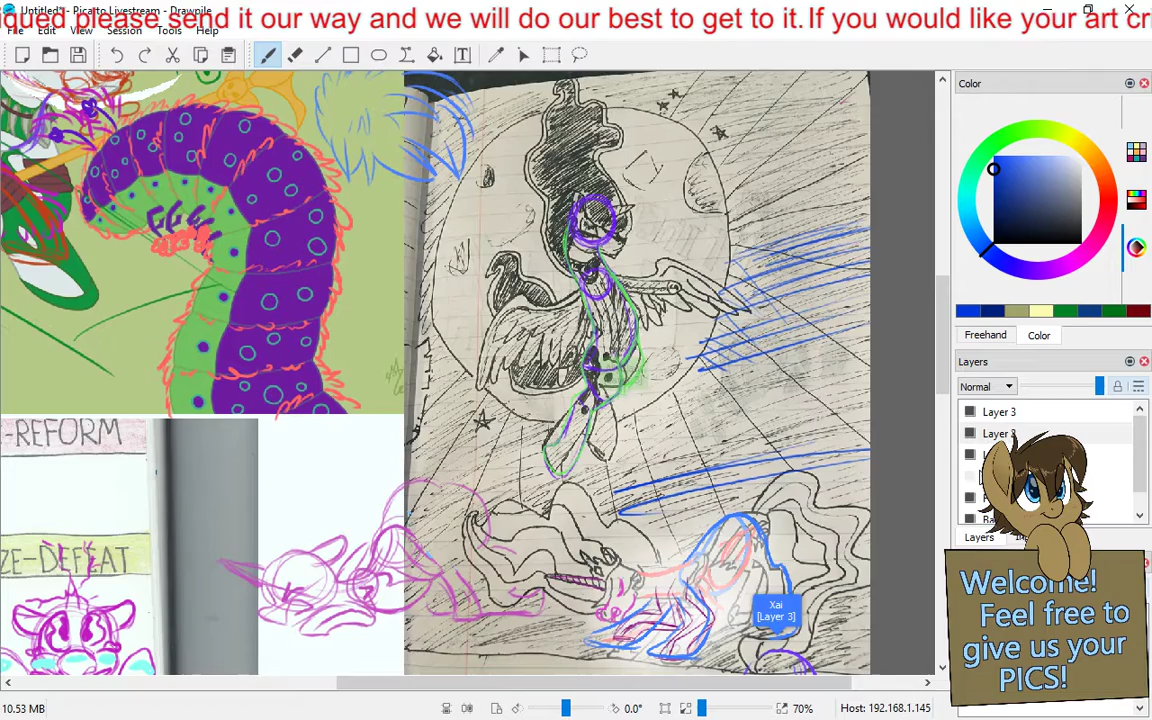 Untitled* - Picarto Livestream - Drawpile
iqued please send it our way and we will do our best to get to it. If you would like your art cri
File Edit View Session Tools Help
Color
Freehand Color
Layers
Normal
Layer 3
-REFORM
ZE-DEFEAT
Xai
[Layer 3]
Layers
Welcome!
Feel free to
give us your
PICS!
10.53 MB
0.0°
70%
Host: 192.168.1.145